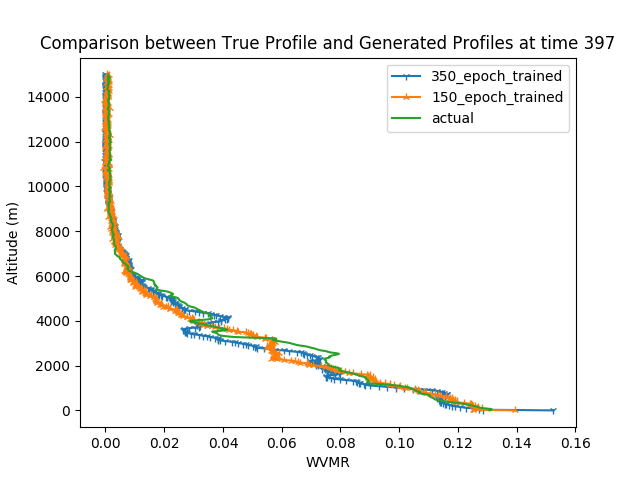 Comparison between True Profile and Generated Profiles at time 397
350_epoch_trained
150_epoch_trained
actual
Altitude (m)
14000
12000
10000
8000
6000
4000
2000
0
0.00 0.02 0.04 0.06 0.08 0.10 0.12 0.14 0.16
WVMR